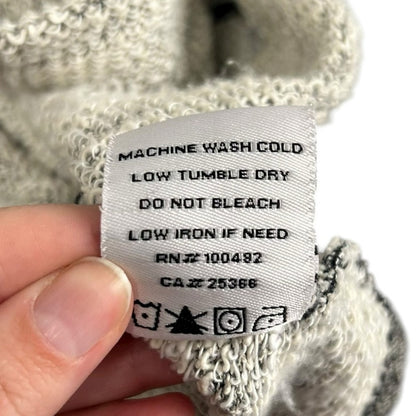 MACHINE WASH COLD
LOW TUMBLE DRY
DO NOT BLEACH
LOW IRON IF NEED
RN# 100492
CA# 25366